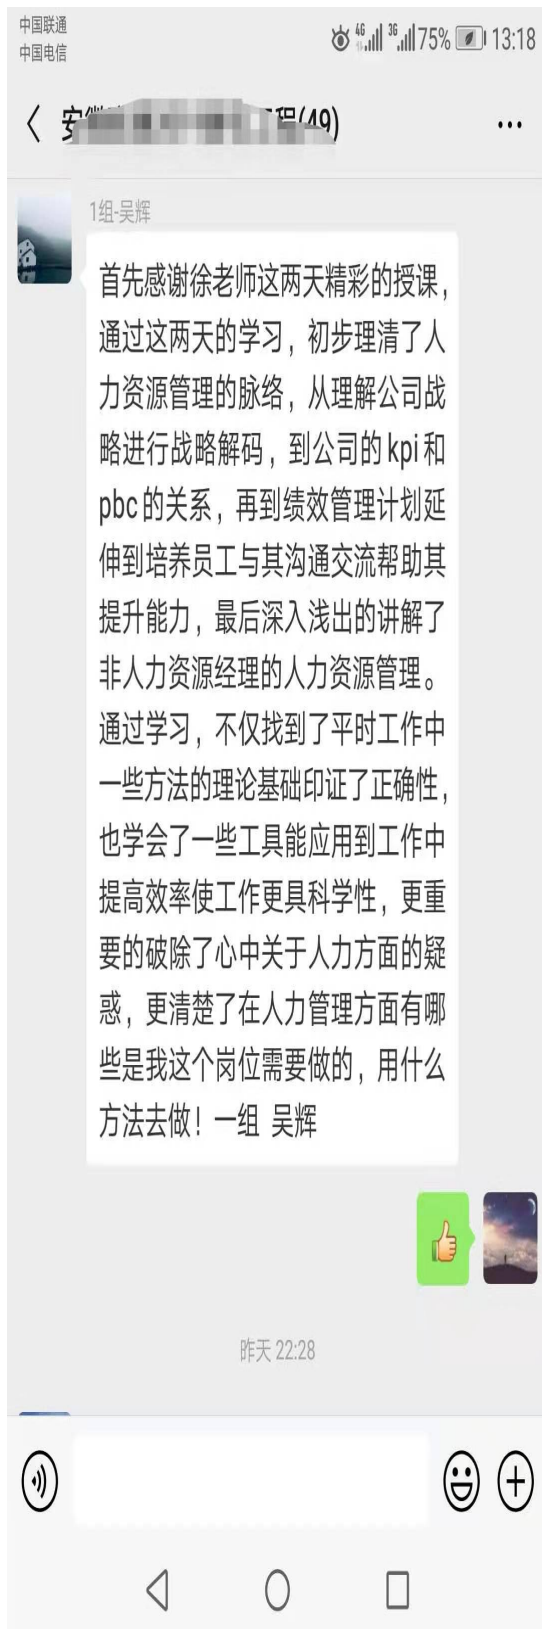 中国联通
中国电信
4G
3G
75%
13:18
安
程(49)
1组-吴辉
首先感谢徐老师这两天精彩的授课，
通过这两天的学习，初步理清了人
力资源管理的脉络，从理解公司战
略进行战略解码，到公司的kpi和
pbc的关系，再到绩效管理计划延
伸到培养员工与其沟通交流帮助其
提升能力，最后深入浅出的讲解了
非人力资源经理的人力资源管理。
通过学习，不仅找到了平时工作中
一些方法的理论基础印证了正确性，
也学会了一些工具能应用到工作中
提高效率使工作更具科学性，更重
要的破除了心中关于人力方面的疑
惑，更清楚了在人力管理方面有哪
些是我这个岗位需要做的，用什么
方法去做！一组 吴辉
昨天 22:28